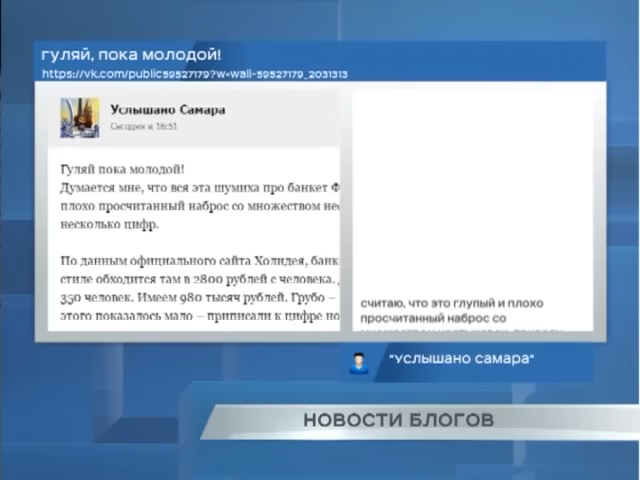 гуляй, пока молодой!
https://vk.com/public59527179?w=wall-59527179_2031313
Услышано Самара
Сегодня в 16:51
Гуляй пока молодой!
Думается мне, что вся эта шумиха про банкет Ф
плохо просчитанный наброс со множеством не
несколько цифр.
По данным официального сайта Холидея, банк
стиле обходится там в 2800 рублей с человека.
350 человек. Имеем 980 тысяч рублей. Грубо –
этого показалось мало – приписали к цифре но
считаю, что это глупый и плохо
просчитанный наброс со
"услышано самара"
НОВОСТИ БЛОГОВ